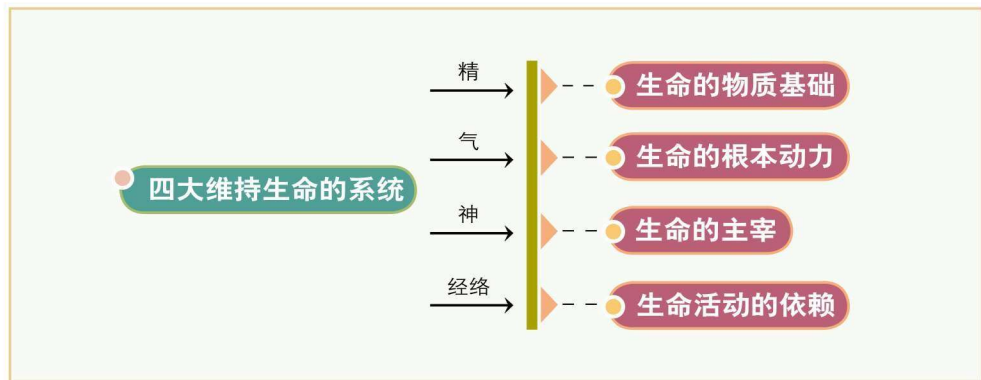 精
生命的物质基础
气
生命的根本动力
四大维持生命的系统
神
生命的主宰
经络
生命活动的依赖